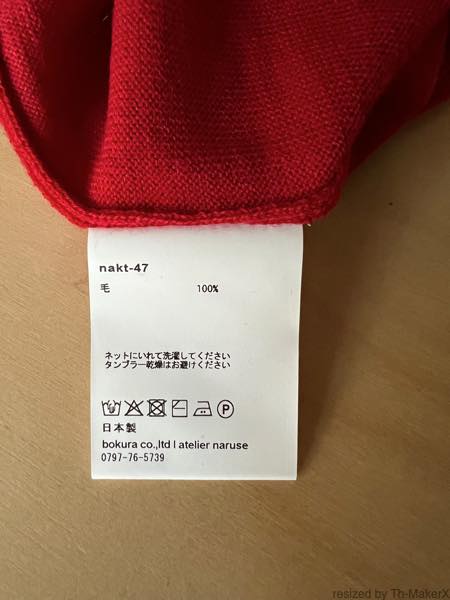 nakt-47
毛 100%
ネットにいれて洗濯してください
タンブラー乾燥はお避けください
P
日本製
bokura co.,ltd l atelier naruse
0797-76-5739
resized by Th-MakerX